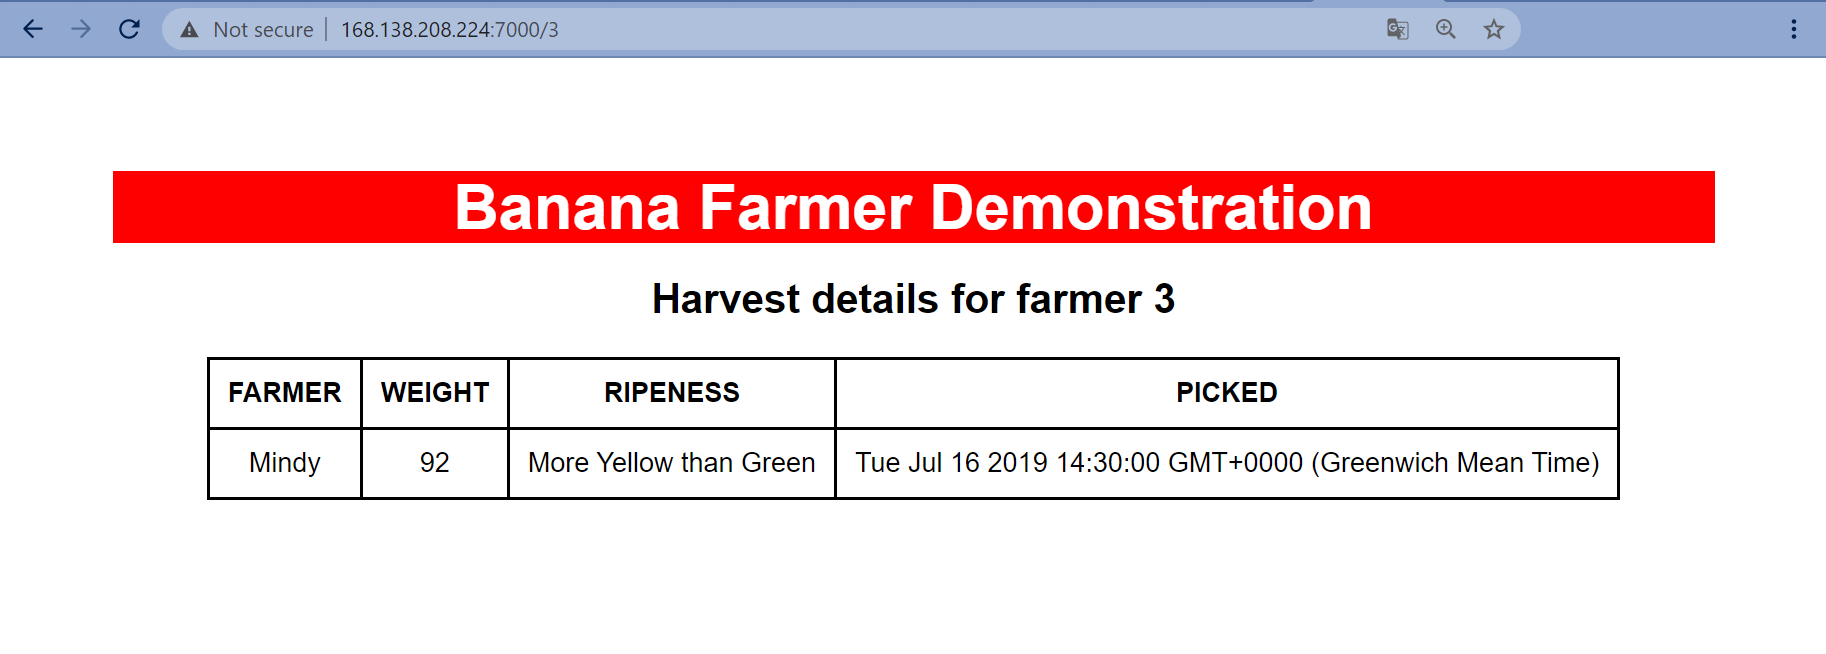 Not secure | 168.138.208.224:7000/3
Banana Farmer Demonstration
Harvest details for farmer 3
FARMER WEIGHT RIPENESS PICKED
Mindy 92 More Yellow than Green Tue Jul 16 2019 14:30:00 GMT+0000 (Greenwich Mean Time)